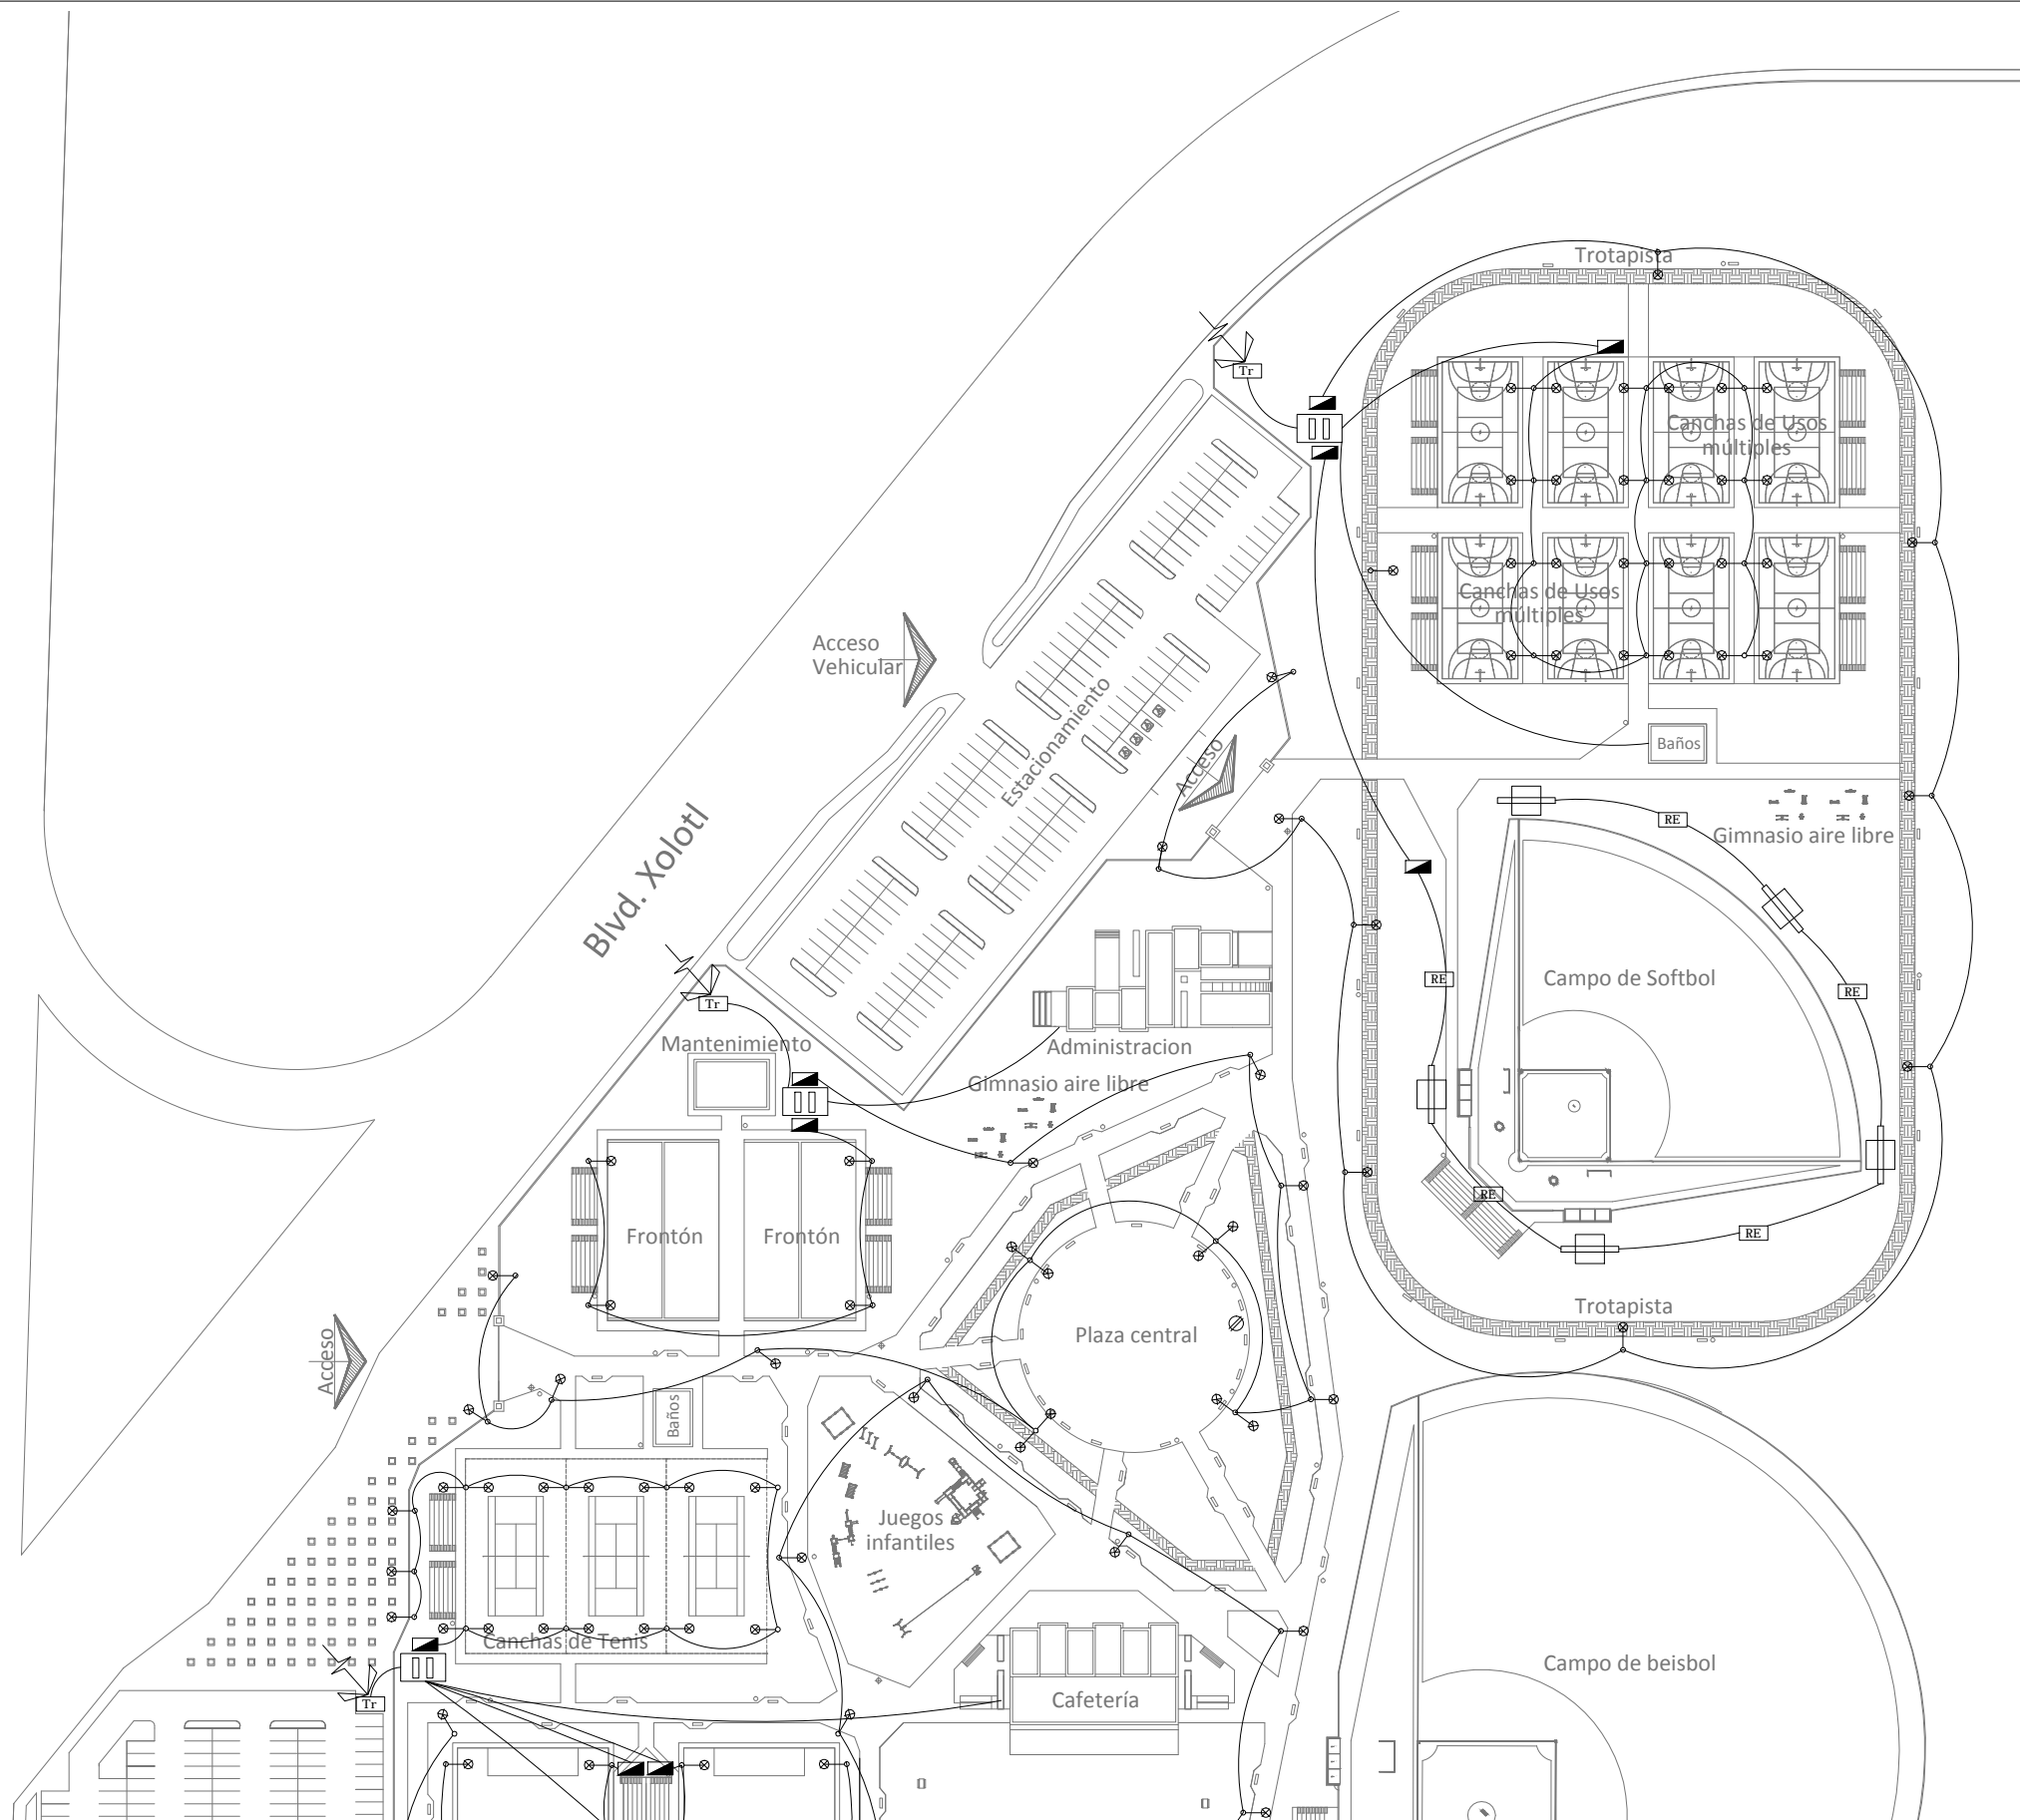 Trotapista
Tr
Canchas de Usos
múltiples
Canchas de Usos
múltiples
Acceso
Vehicular
Estacionamiento
Acceso
Baños
Blvd. Xolotl
RE
Gimnasio aire libre
Campo de Softbol
RE
RE
Tr
Mantenimiento
Administracion
Gimnasio aire libre
RE
RE
Frontón
Frontón
Trotapista
Plaza central
Acceso
Baños
Juegos
infantiles
Canchas de Tenis
Campo de beisbol
Tr
Cafetería